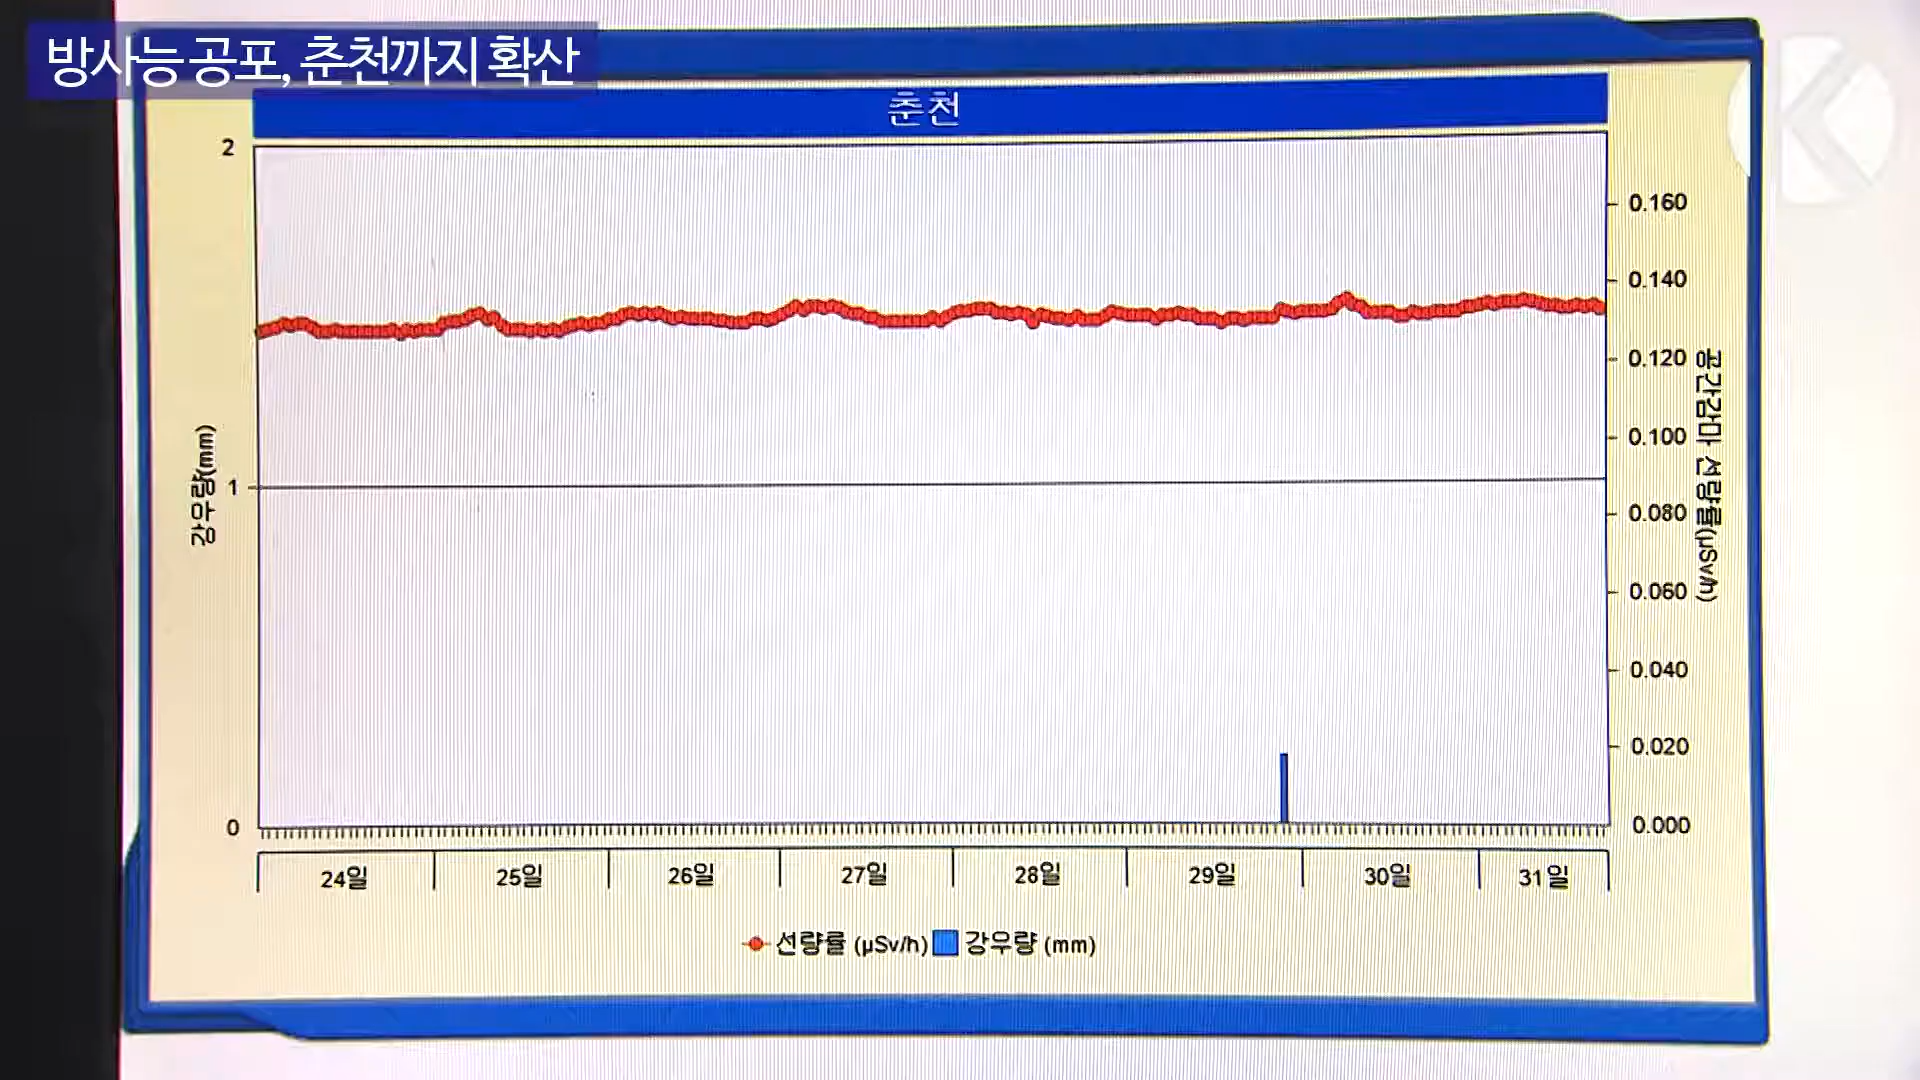 방사능 공포, 춘천까지 확산
춘천
2
1
0
강우량(mm)
0.160
0.140
0.120
0.100
0.080
0.060
0.040
0.020
0.000
공간감마 선량률(μSv/h)
24일 25일 26일 27일 28일 29일 30일 31일
선량률 (μSv/h) 강우량 (mm)